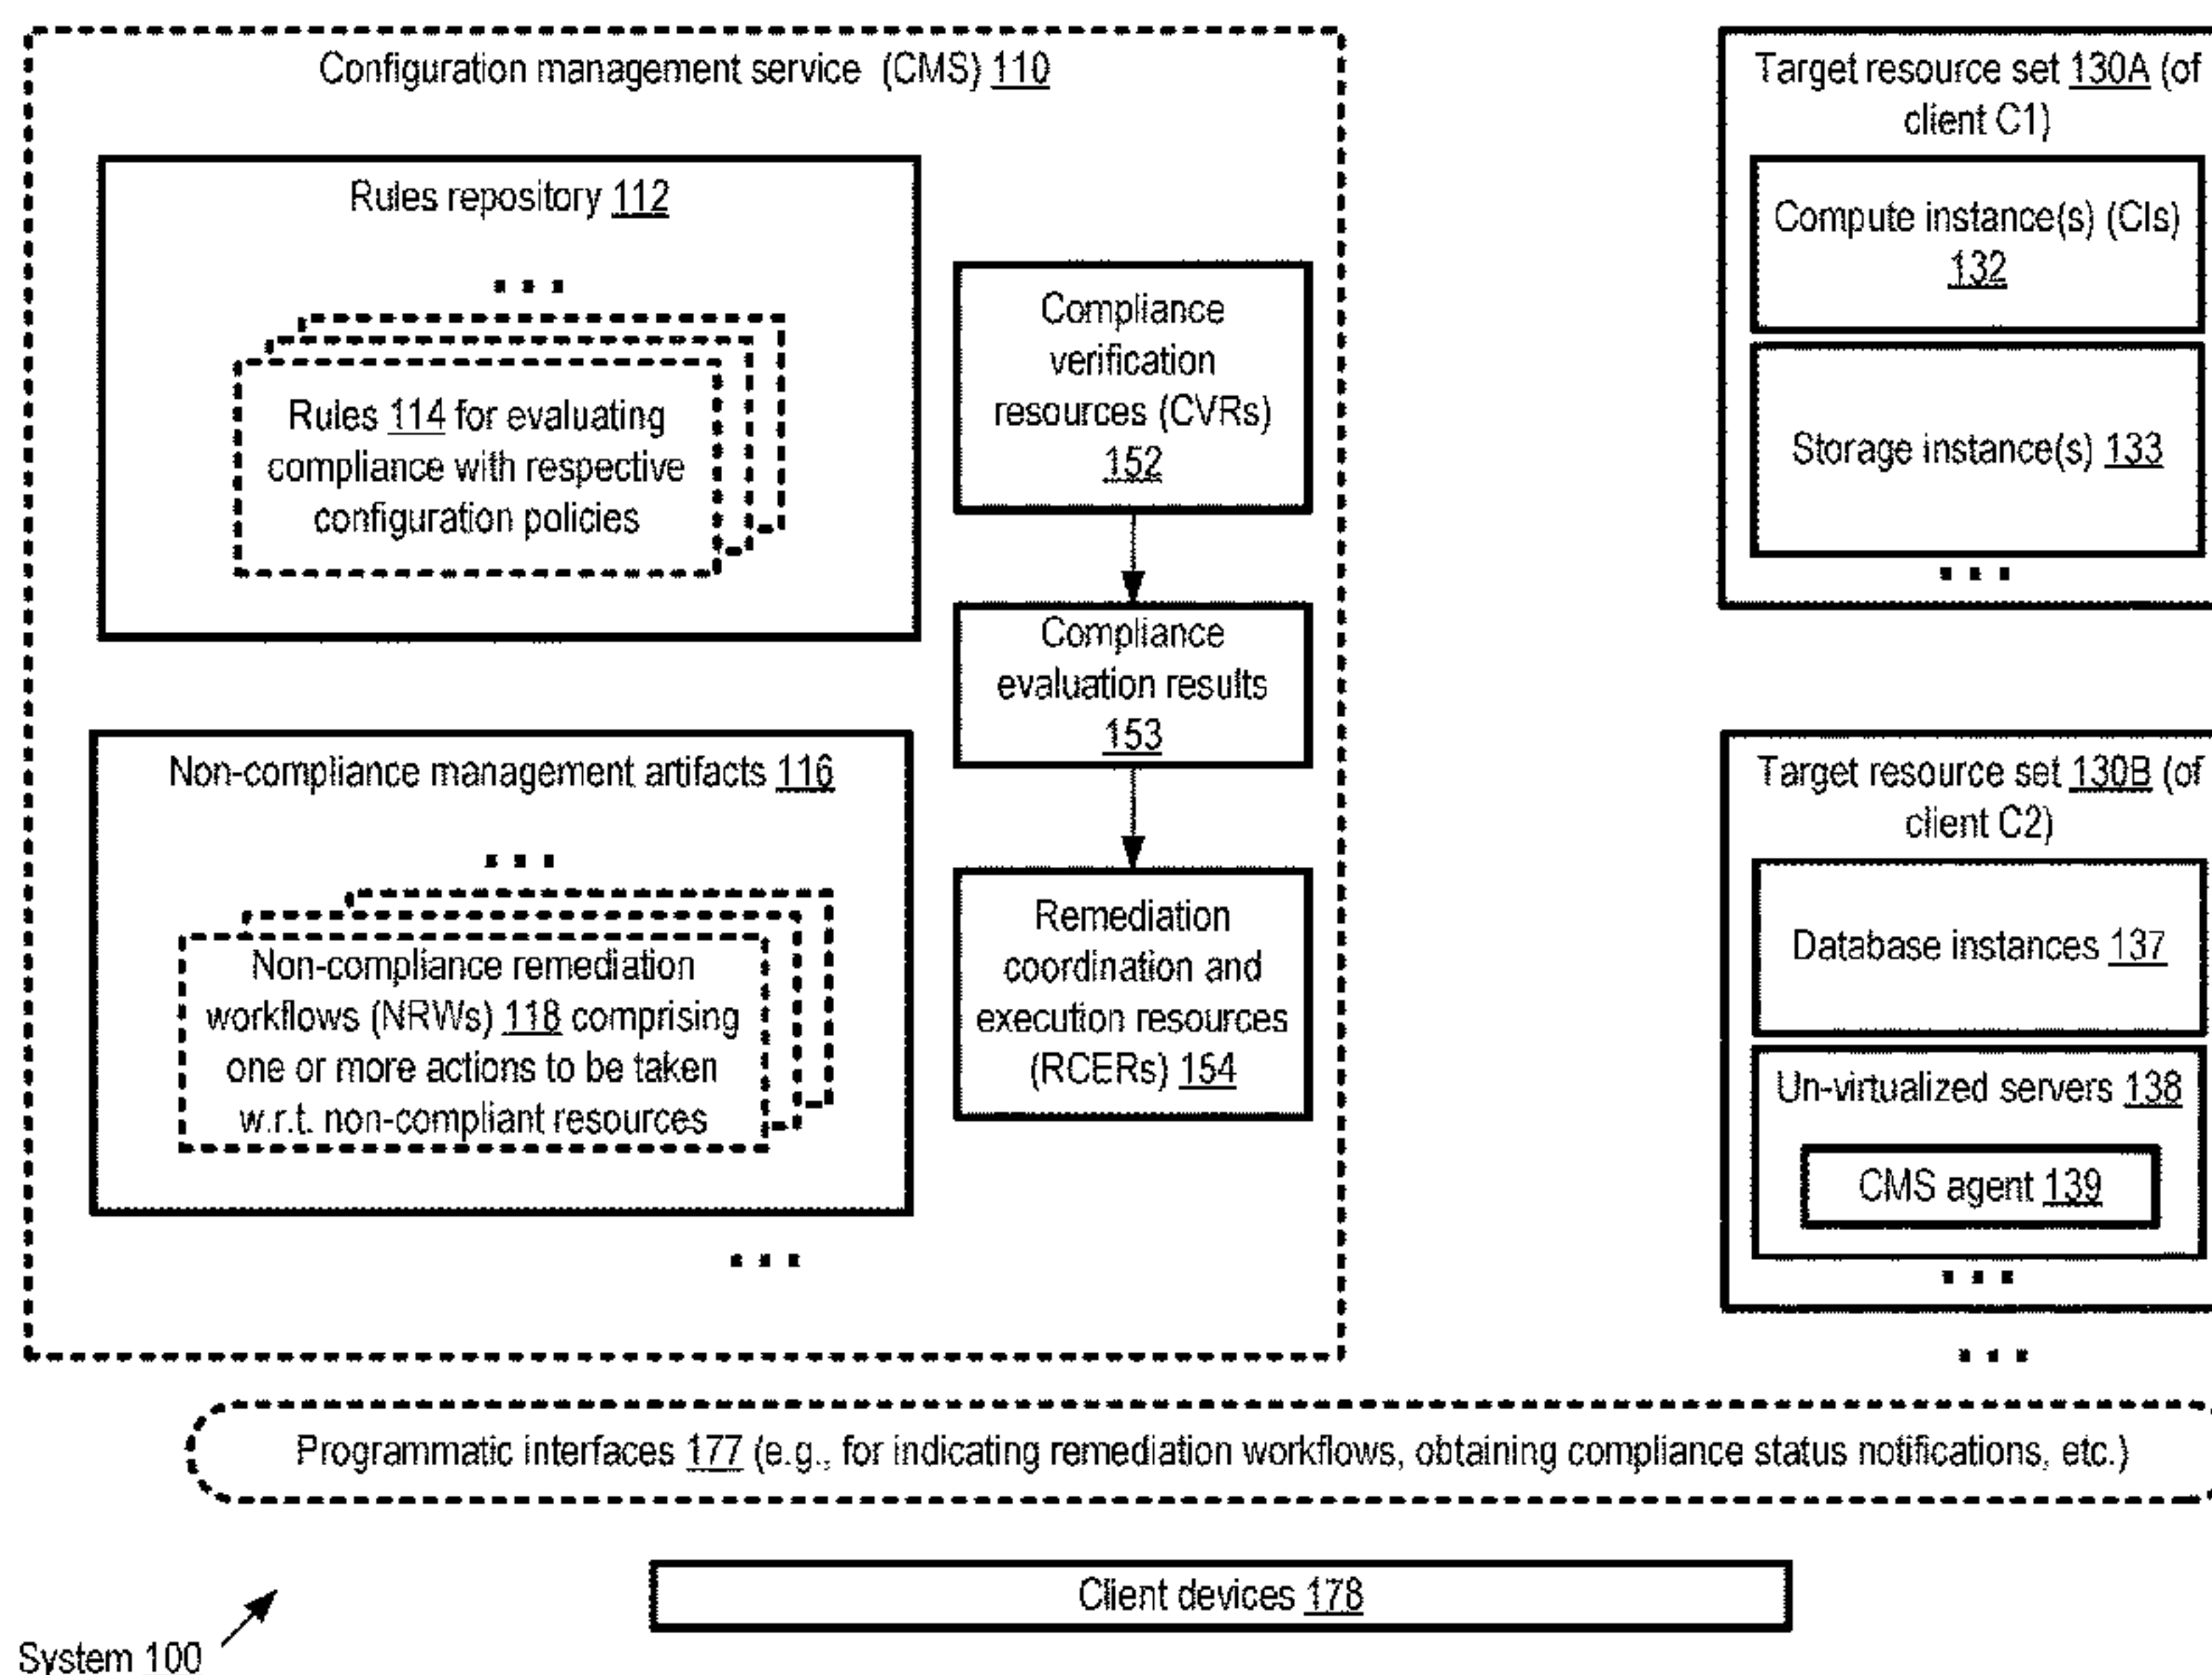 Configuration management service (CMS) 110
Rules repository 112
...
Rules 114 for evaluating
compliance with respective
configuration policies
Compliance
verification
resources (CVRs)
152
Compliance
evaluation results
153
Non-compliance management artifacts 116
...
Non-compliance remediation
workflows (NRWs) 118 comprising
one or more actions to be taken
w.r.t. non-compliant resources
Remediation
coordination and
execution resources
(RCERs) 154
...
Target resource set 130A (of
client C1)
Compute instance(s) (CIs)
132
Storage instance(s) 133
...
Target resource set 130B (of
client C2)
Database instances 137
Un-virtualized servers 138
CMS agent 139
...
...
Programmatic interfaces 177 (e.g., for indicating remediation workflows, obtaining compliance status notifications, etc.)
Client devices 178
System 100